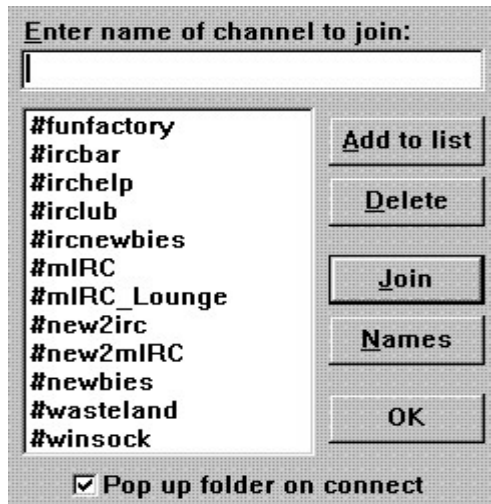 Enter name of channel to join:
#funfactory
#ircbar
#irchelp
#irclub
#ircnewbies
#mIRC
#mIRC_Lounge
#new2irc
#new2mIRC
#newbies
#wasteland
#winsock
Add to list
Delete
Join
Names
OK
Pop up folder on connect